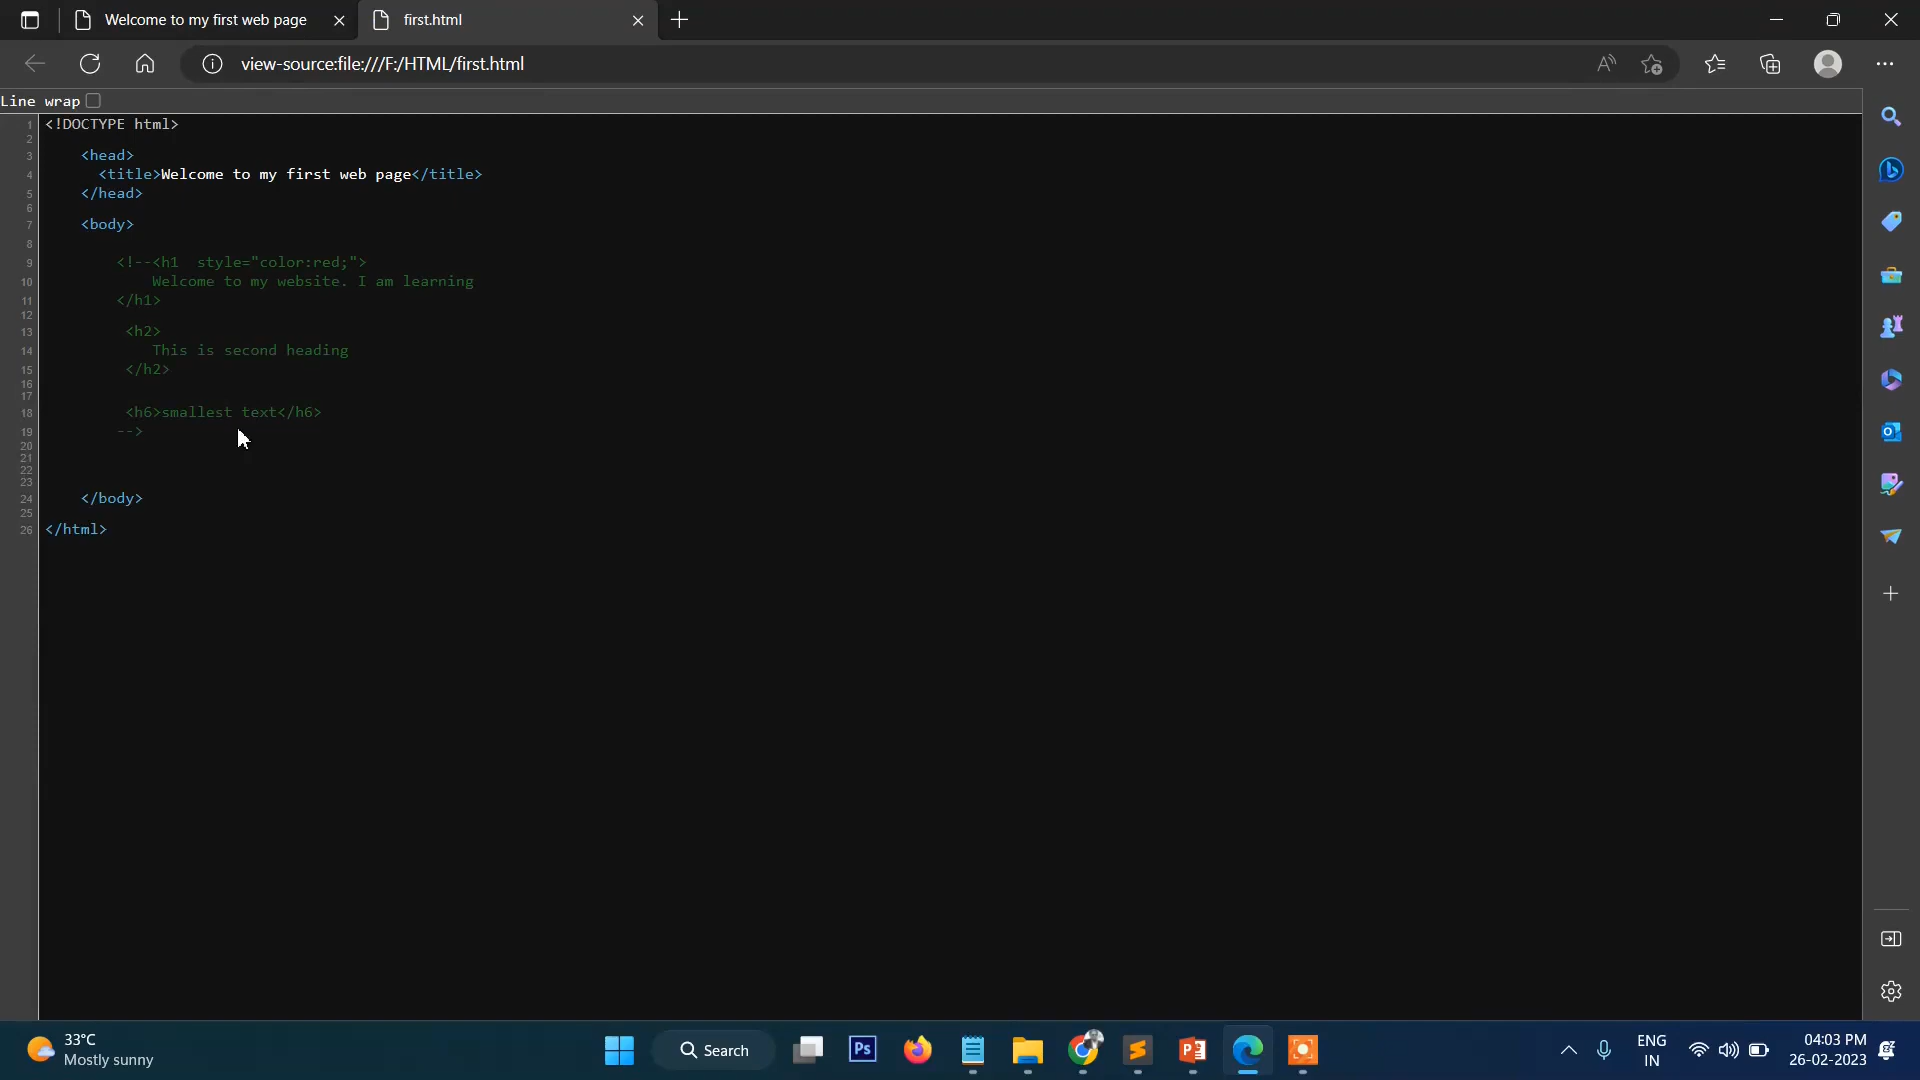 Welcome to my first web page
first.html
view-source:file:///F:/HTML/first.html
Line wrap
1 <!DOCTYPE html>
2
3 <head>
4 <title>Welcome to my first web page</title>
5 </head>
6
7 <body>
8
9 <!--<h1  style="color:red;">
10 Welcome to my website. I am learning
11 </h1>
12
13 <h2>
14 This is second heading
15 </h2>
16
17
18 <h6>smallest text</h6>
19 -->
20
21
22
23
24 </body>
25
26 </html>
33°C
Mostly sunny
Search
Ps
ENG
IN
04:03 PM
26-02-2023